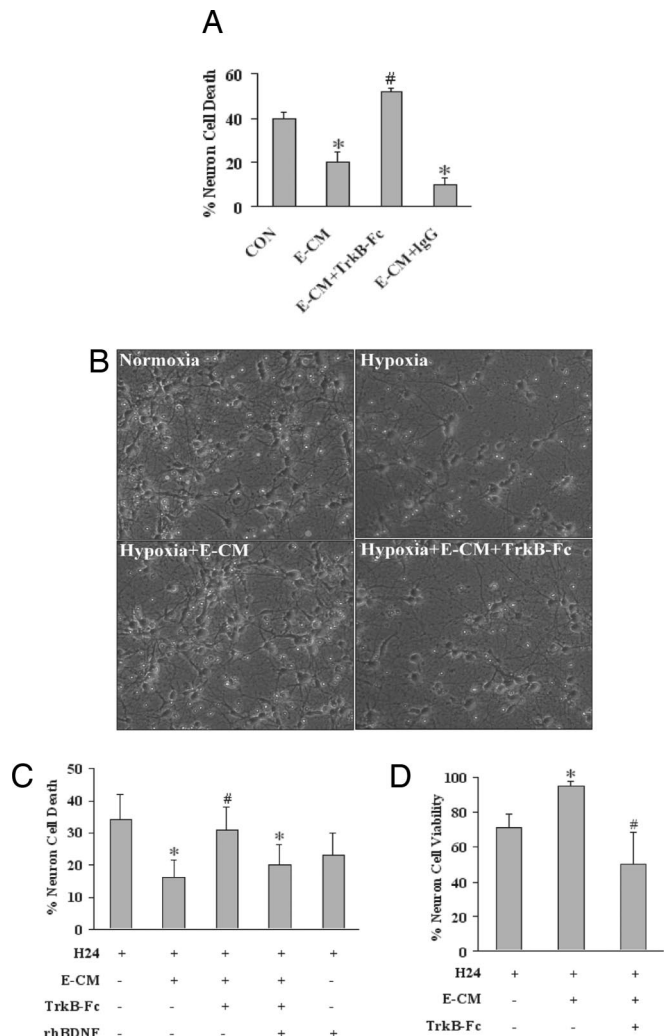 A
% Neuron Cell Death
60
40
20
0
*
#
*
CON
E-CM
E-CM+TrkB-Fc
E-CM+IgG
B
Normoxia
Hypoxia
Hypoxia+E-CM
Hypoxia+E-CM+TrkB-Fc
C
% Neuron Cell Death
50
40
30
20
10
0
*
#
*
H24 + + + + +
E-CM - + + + -
TrkB-Fc - - + + -
rhBDNF - - - + +
D
% Neuron Cell Viability
100
80
60
40
20
0
*
#
H24 + + +
E-CM - + +
TrkB-Fc - - +